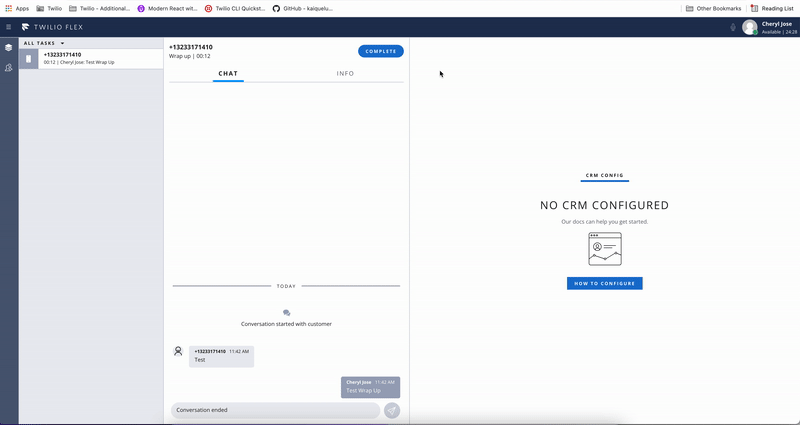 Apps Twilio Twilio - Additional... Modern React wit... Twilio CLI Quickst... GitHub - kaiquelu... Other Bookmarks Reading List
TWILIO FLEX Cheryl Jose
Available | 24:28
ALL TASKS
+13233171410
00:12 | Cheryl Jose: Test Wrap Up
+13233171410
Wrap up | 00:12
COMPLETE
CHAT INFO
TODAY
Conversation started with customer
+13233171410 11:42 AM
Test
Cheryl Jose 11:42 AM
Test Wrap Up
Conversation ended
CRM CONFIG
NO CRM CONFIGURED
Our docs can help you get started.
HOW TO CONFIGURE